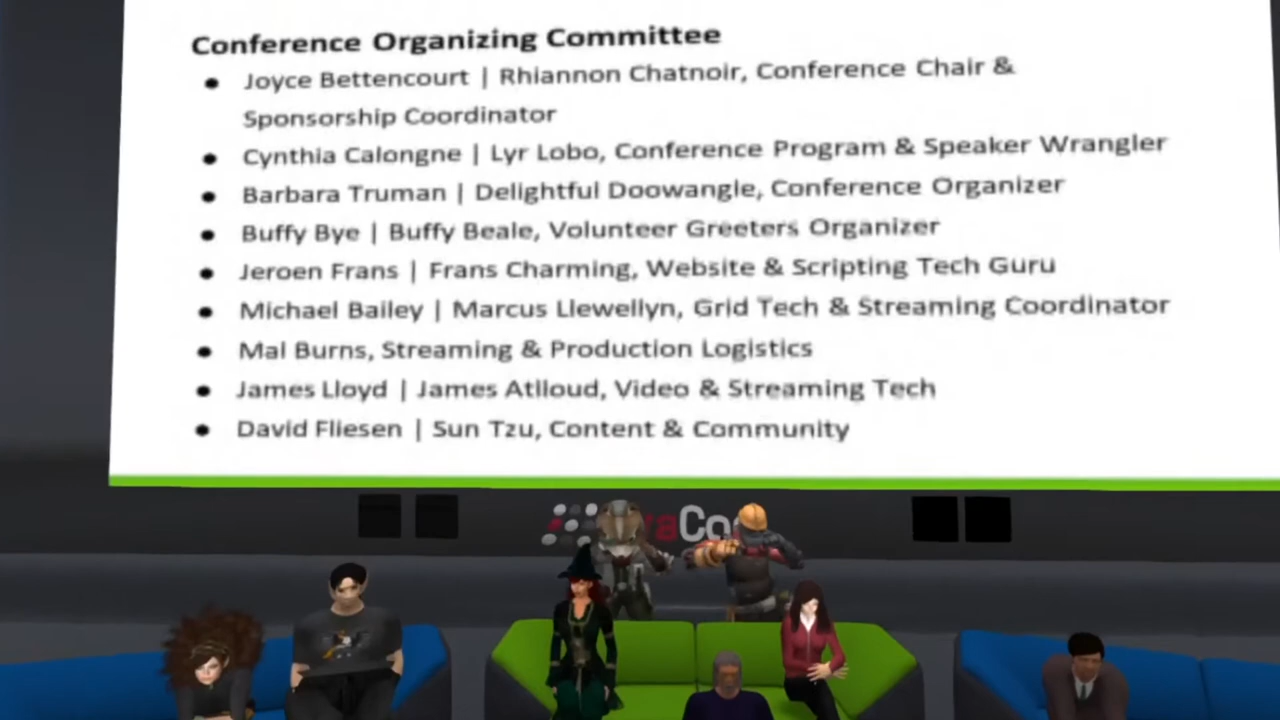 Conference Organizing Committee
● Joyce Bettencourt | Rhiannon Chatnoir, Conference Chair &
Sponsorship Coordinator
● Cynthia Calongne | Lyr Lobo, Conference Program & Speaker Wrangler
● Barbara Truman | Delightful Doowangle, Conference Organizer
● Buffy Bye | Buffy Beale, Volunteer Greeters Organizer
● Jeroen Frans | Frans Charming, Website & Scripting Tech Guru
● Michael Bailey | Marcus Llewellyn, Grid Tech & Streaming Coordinator
● Mal Burns, Streaming & Production Logistics
● James Lloyd | James Atlloud, Video & Streaming Tech
● David Fliesen | Sun Tzu, Content & Community